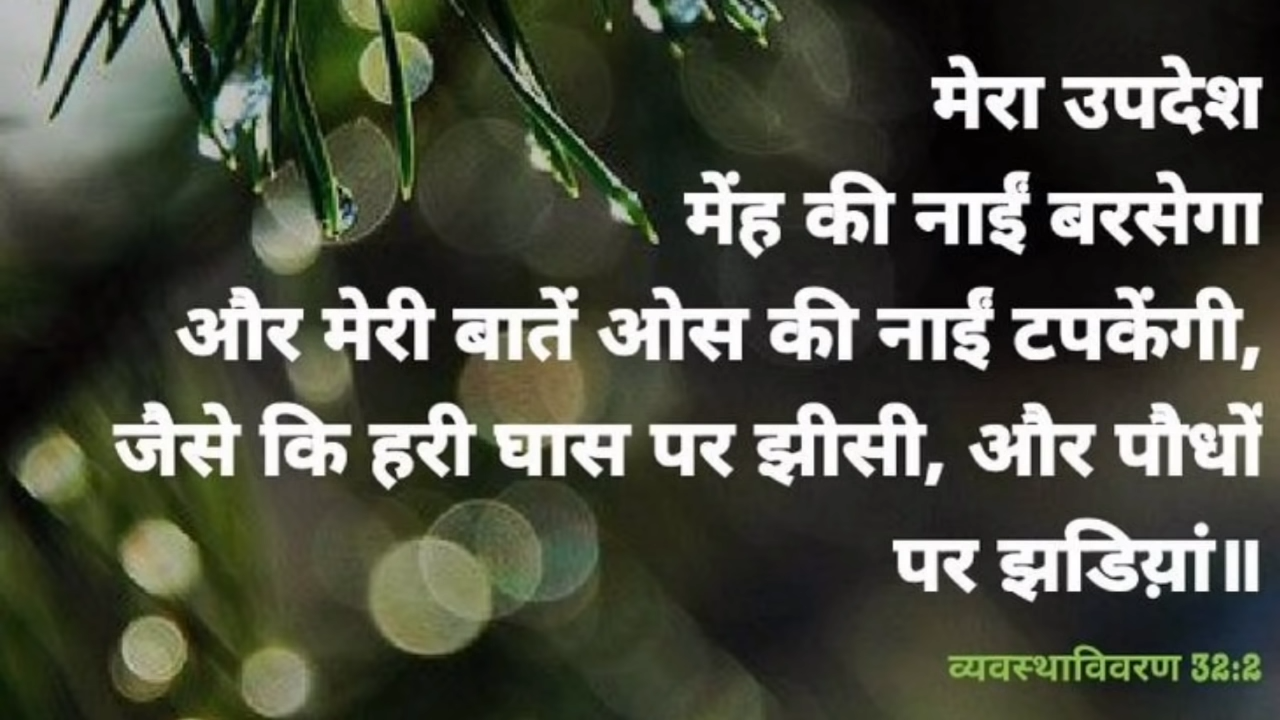 मेरा उपदेश
मेंह की नाईं बरसेगा
और मेरी बातें ओस की नाईं टपकेंगी,
जैसे कि हरी घास पर झीसी, और पौधों
पर झडिय़ां॥
व्यवस्थाविवरण 32:2